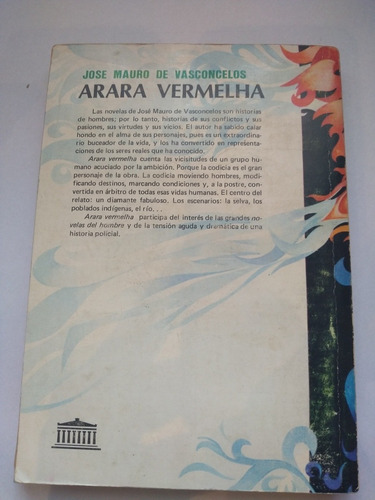 JOSE MAURO DE VASCONCELOS
ARARA VERMELHA
Las novelas de José Mauro de Vasconcelos son historias
de hombres; por lo tanto, historias de sus conflictos y sus
pasiones, sus virtudes y sus vicios. El autor ha sabido calar
hondo en el alma de sus personajes, pues es un extraordina-
rio buceador de la vida, y los ha convertido en representa-
ciones de los seres reales que ha conocido.
Arara vermelha cuenta las vicisitudes de un grupo hu-
mano acuciado por la ambición. Porque la codicia es el gran
personaje de la obra. La codicia moviendo hombres, modi-
ficando destinos, marcando condiciones y, a la postre, con-
vertida en árbitro de todas esas vidas humanas. El centro del
relato: un diamante fabuloso. Los escenarios: la selva, los
poblados indígenas, el río...
Arara vermelha participa del interés de las grandes no-
velas del hombre y de la tensión aguda y dramática de una
historia policial.